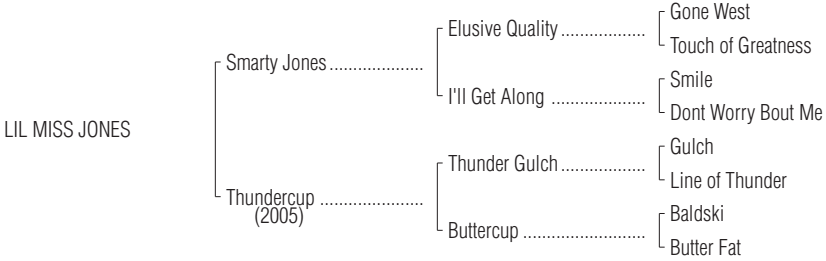 Gone West
Elusive Quality ...................
Touch of Greatness
Smarty Jones .....................
Smile
I'll Get Along .....................
Dont Worry Bout Me
LIL MISS JONES
Gulch
Thunder Gulch ...................
Line of Thunder
Thundercup .......................
(2005)
Baldski
Buttercup ...........................
Butter Fat